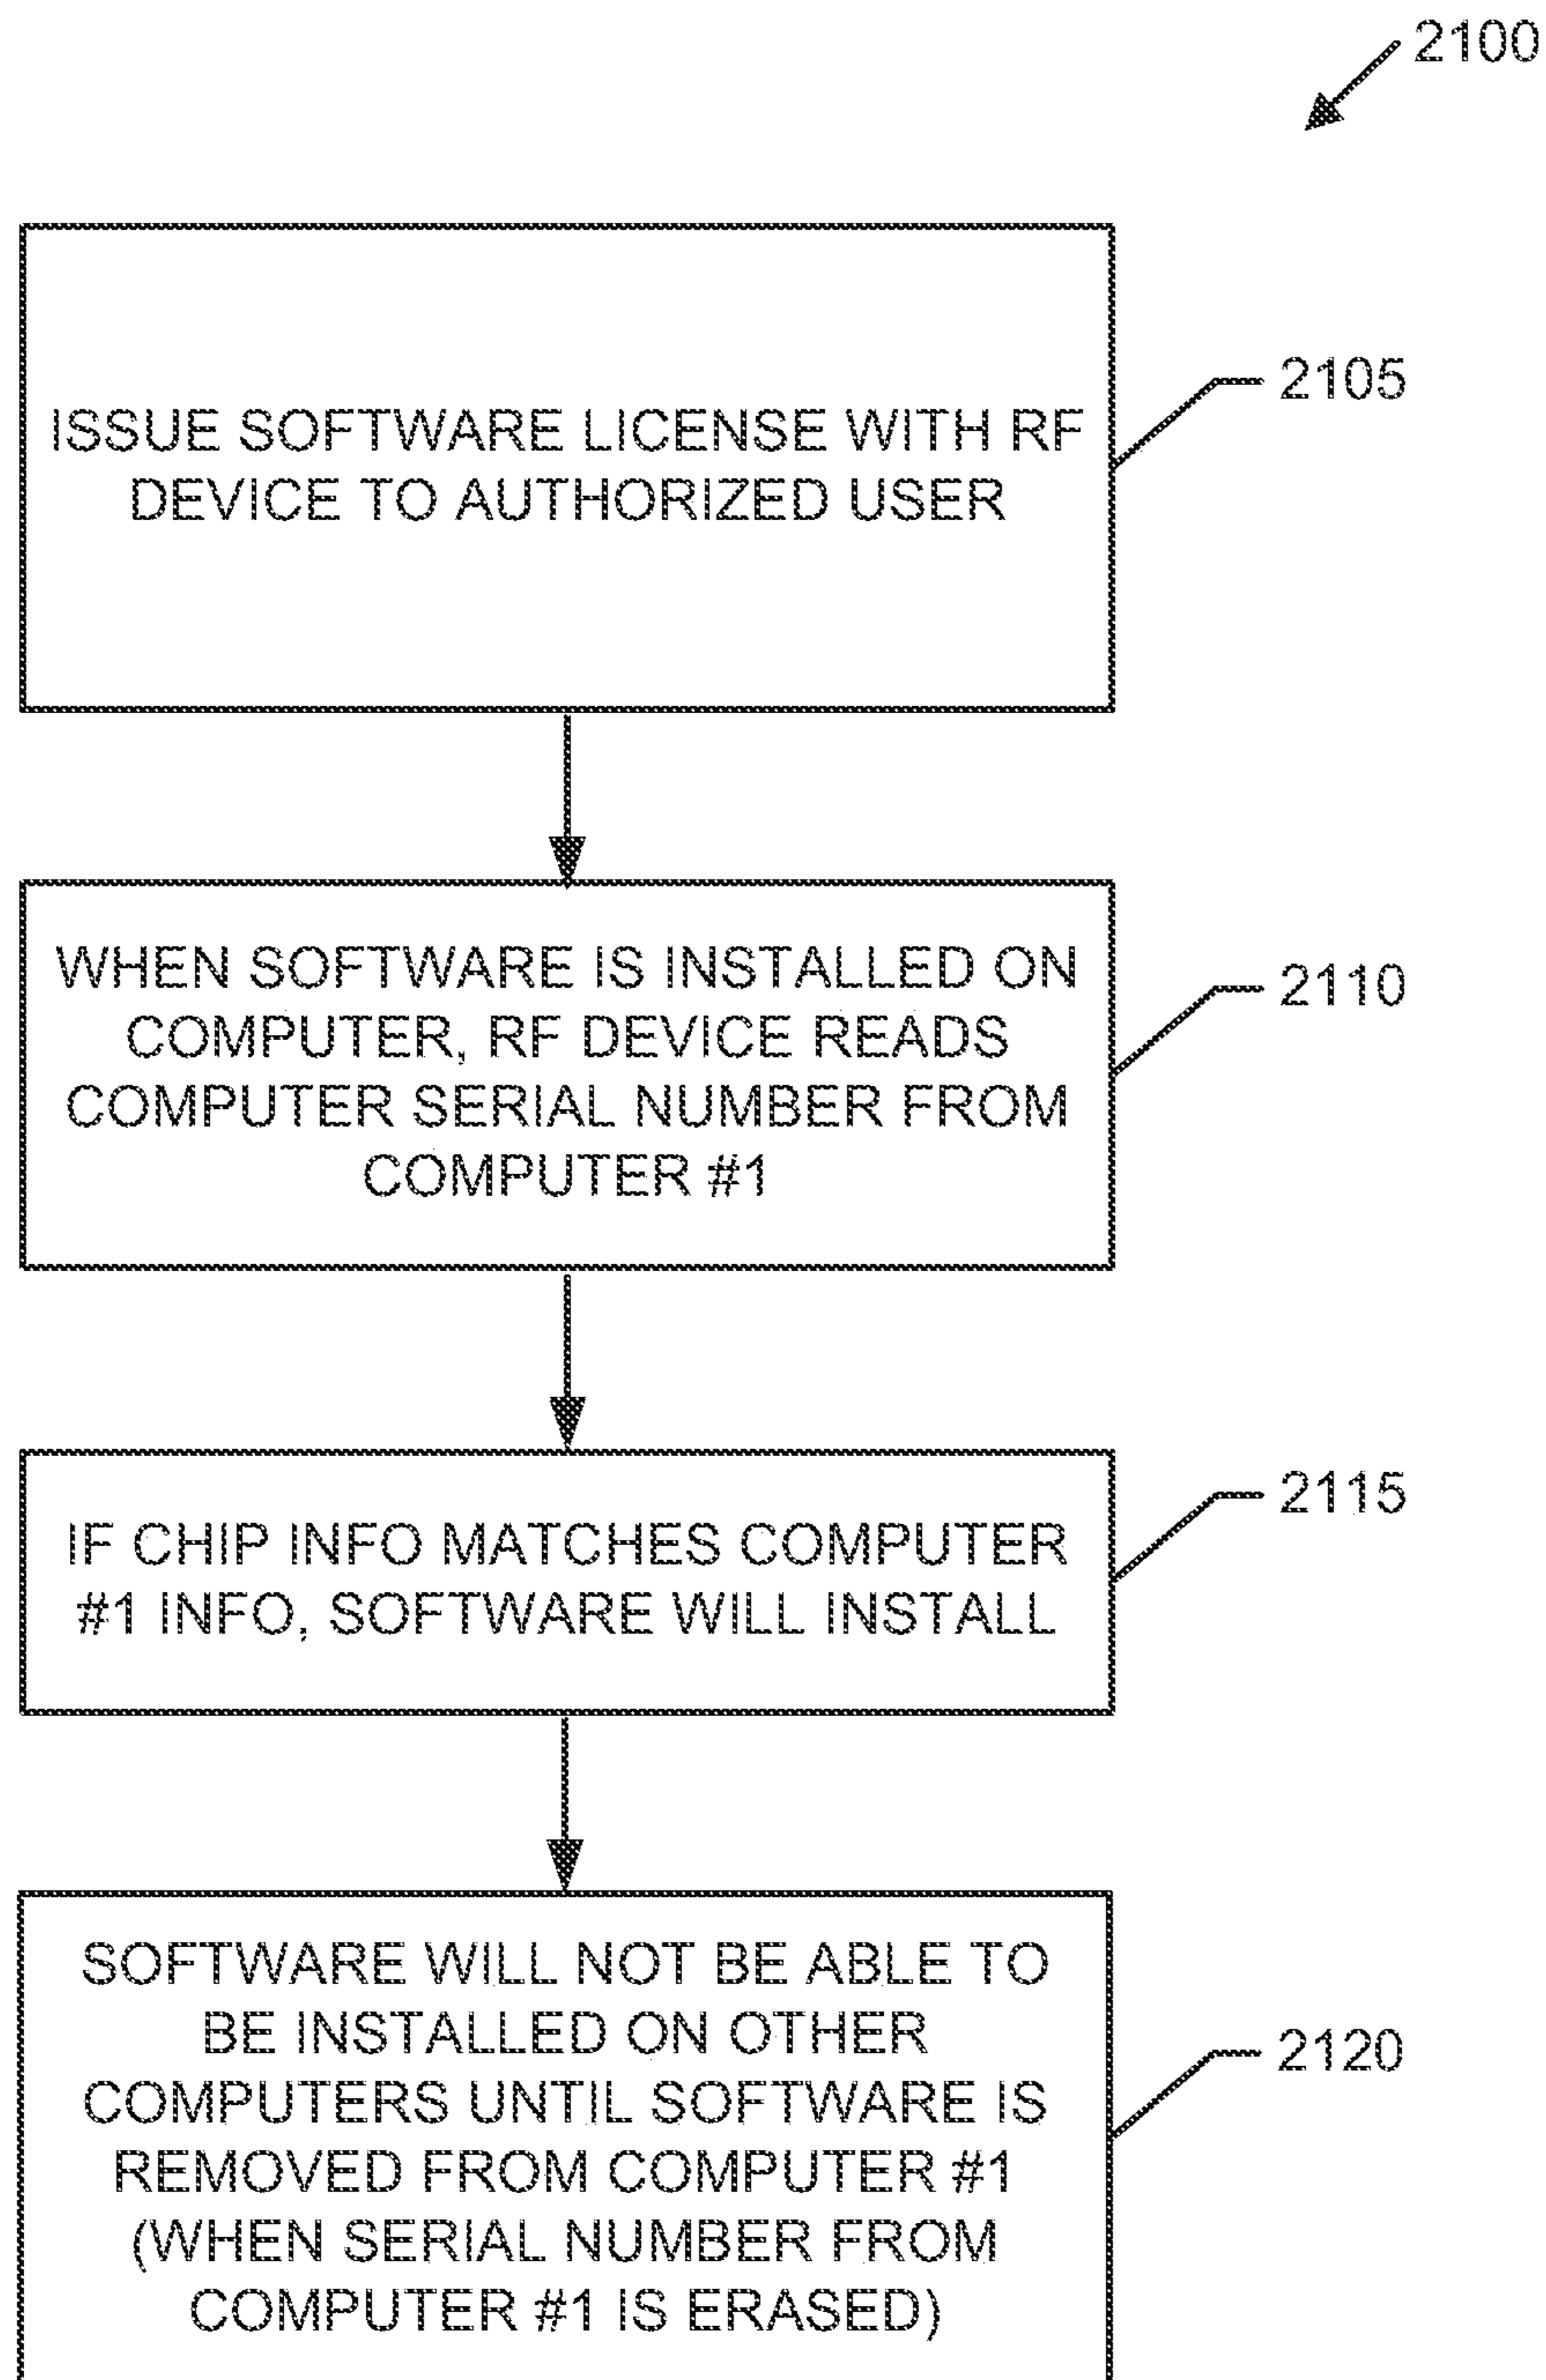 2100
ISSUE SOFTWARE LICENSE WITH RF
DEVICE TO AUTHORIZED USER
2105
WHEN SOFTWARE IS INSTALLED ON
COMPUTER, RF DEVICE READS
COMPUTER SERIAL NUMBER FROM
COMPUTER #1
2110
IF CHIP INFO MATCHES COMPUTER
#1 INFO, SOFTWARE WILL INSTALL
2115
SOFTWARE WILL NOT BE ABLE TO
BE INSTALLED ON OTHER
COMPUTERS UNTIL SOFTWARE IS
REMOVED FROM COMPUTER #1
(WHEN SERIAL NUMBER FROM
COMPUTER #1 IS ERASED)
2120